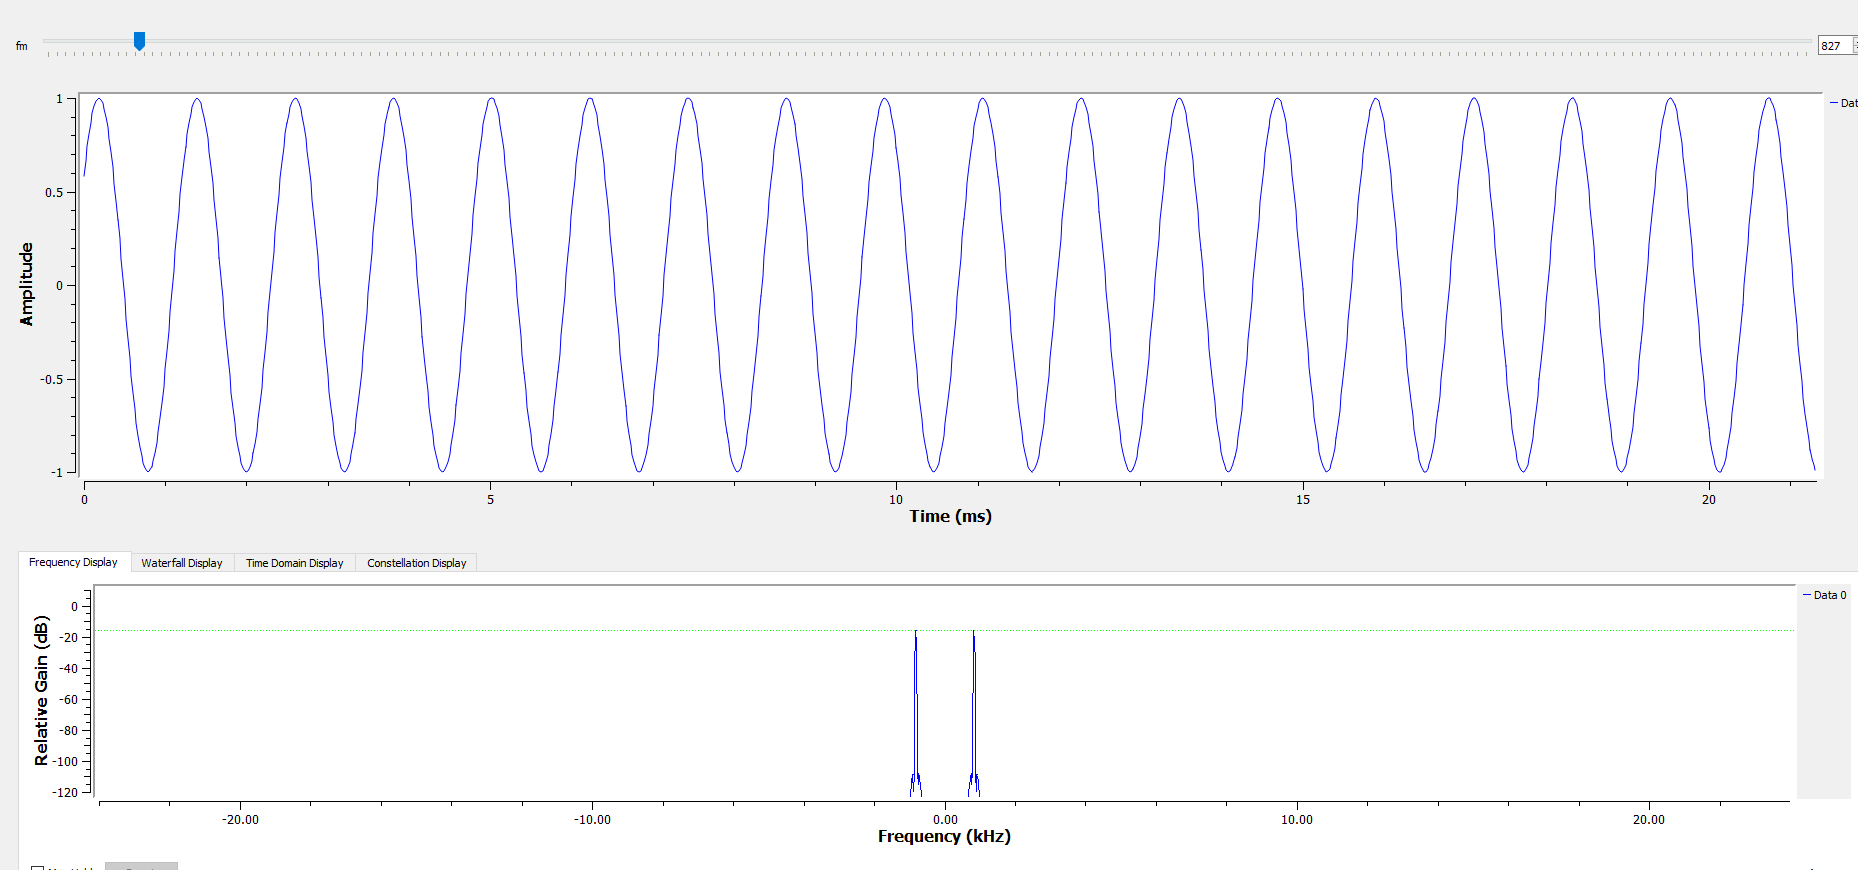 fm
827
1
0.5
0
-0.5
-1
Amplitude
0 5 10 15 20
Time (ms)
Frequency Display Waterfall Display Time Domain Display Constellation Display
0
-20
-40
-60
-80
-100
-120
Relative Gain (dB)
Data 0
-20.00 -10.00 0.00 10.00 20.00
Frequency (kHz)